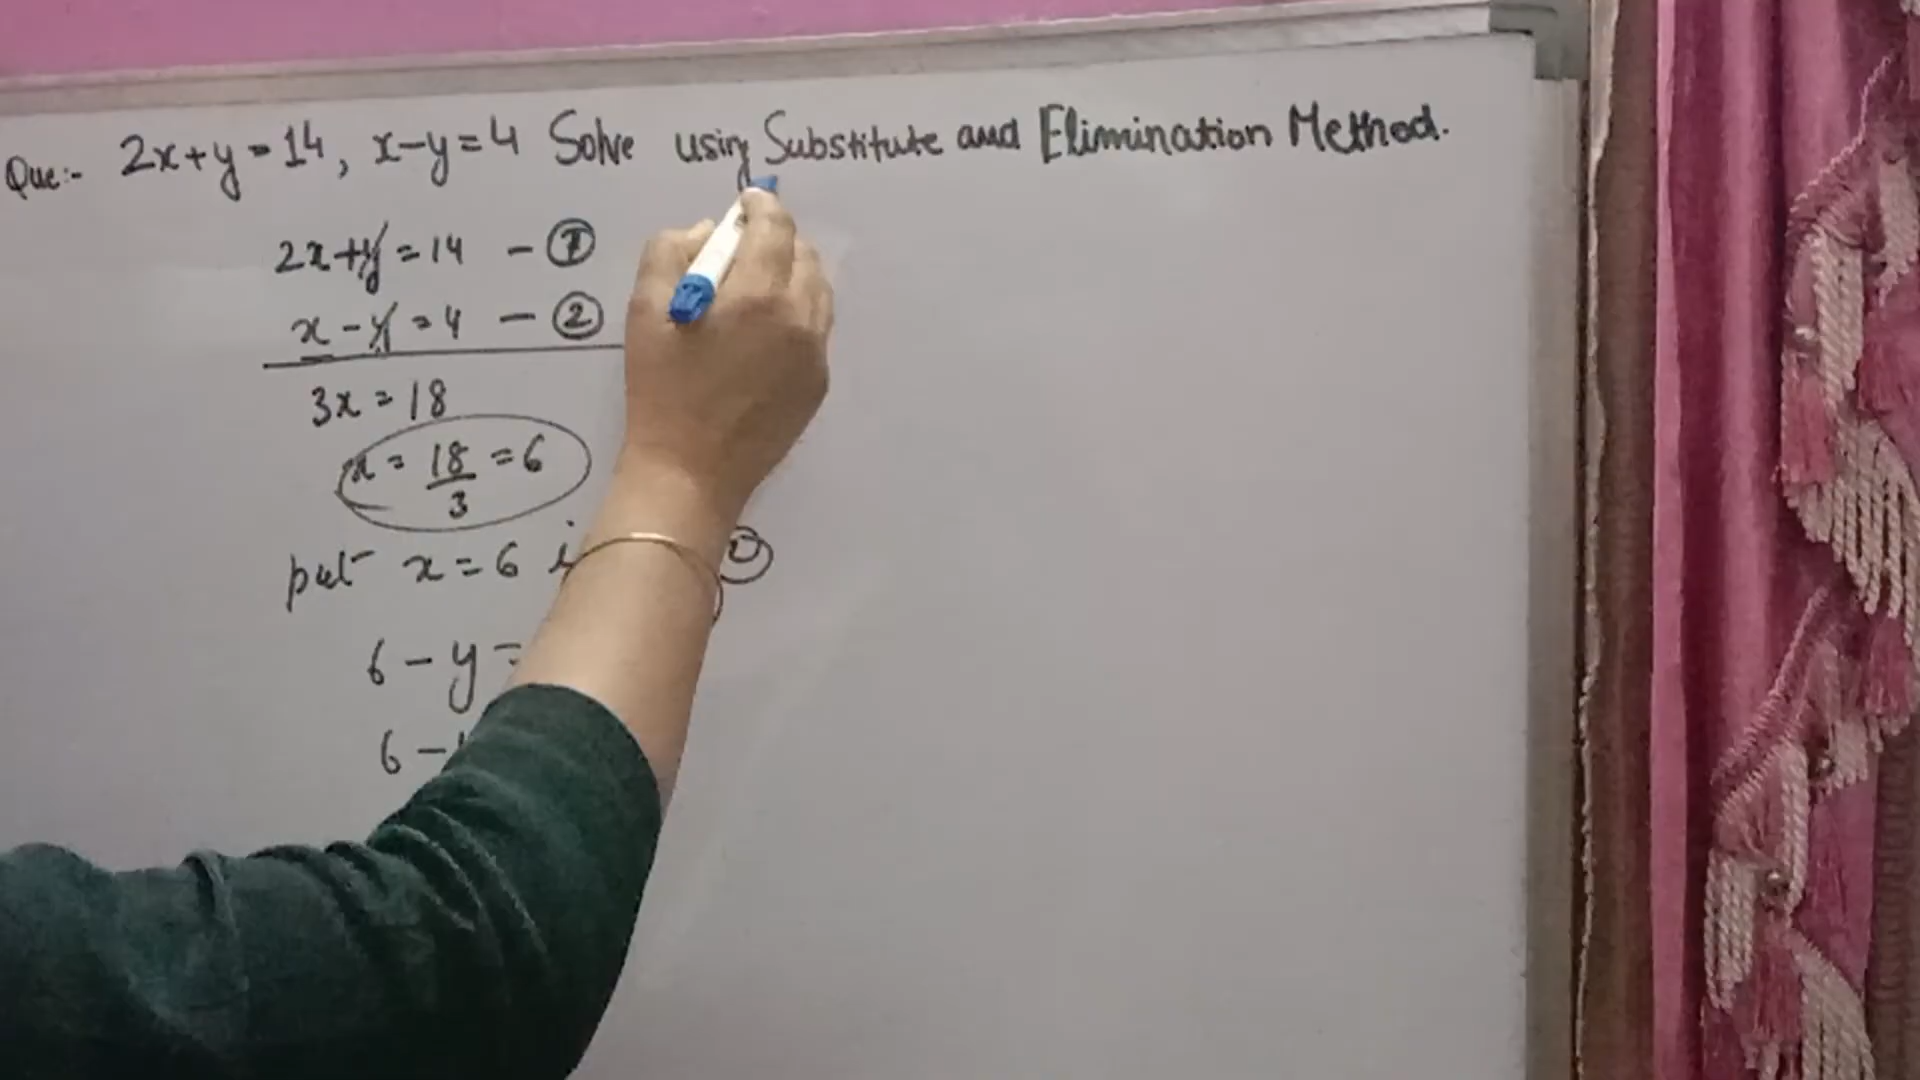 Que:- 2x+y=14, x-y=4 Solve using Substitute and Elimination Method.
2x+y=14 - ①
x-y=4 - ②
3x=18
x=18/3=6
put x=6
6-y=
6-